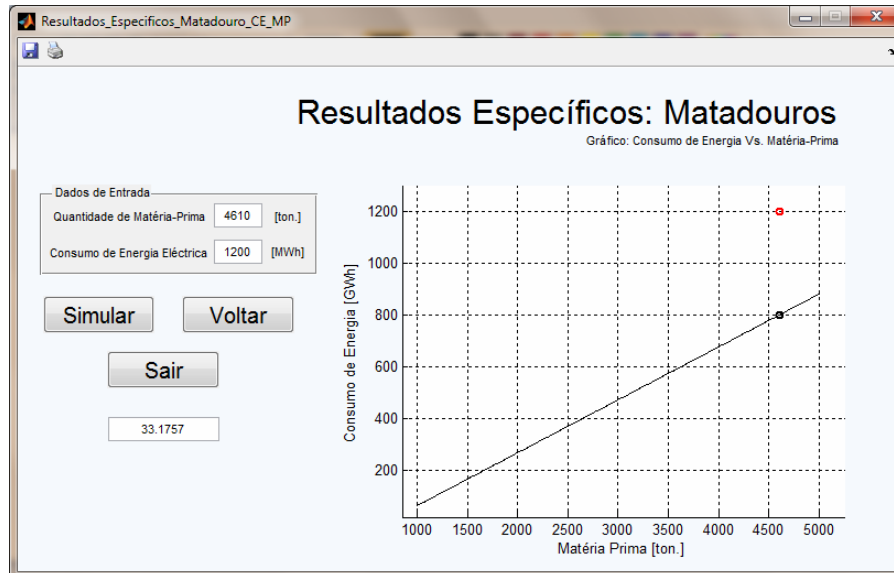 Resultados_Especificos_Matadouro_CE_MP
Resultados Específicos: Matadouros
Gráfico: Consumo de Energia Vs. Matéria-Prima
Dados de Entrada
Quantidade de Matéria-Prima 4610 [ton.]
Consumo de Energia Eléctrica 1200 [MWh]
Simular Voltar
Sair
33.1757
Consumo de Energia [GWh]
1200
1000
800
600
400
200
1000 1500 2000 2500 3000 3500 4000 4500 5000
Matéria Prima [ton.]